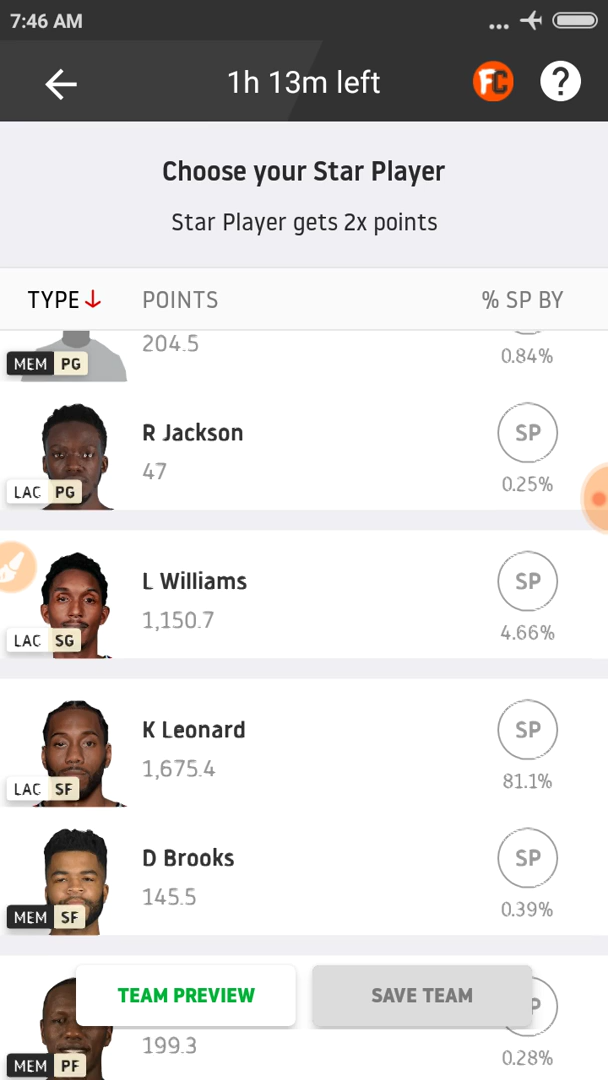 7:46 AM
1h 13m left
FC
?
Choose your Star Player
Star Player gets 2x points
TYPE POINTS % SP BY
204.5
0.84%
MEM PG
R Jackson
SP
47
0.25%
LAC PG
L Williams
SP
1,150.7
4.66%
LAC SG
K Leonard
SP
1,675.4
81.1%
LAC SF
D Brooks
SP
145.5
0.39%
MEM SF
TEAM PREVIEW
SAVE TEAM
199.3
0.28%
MEM PF